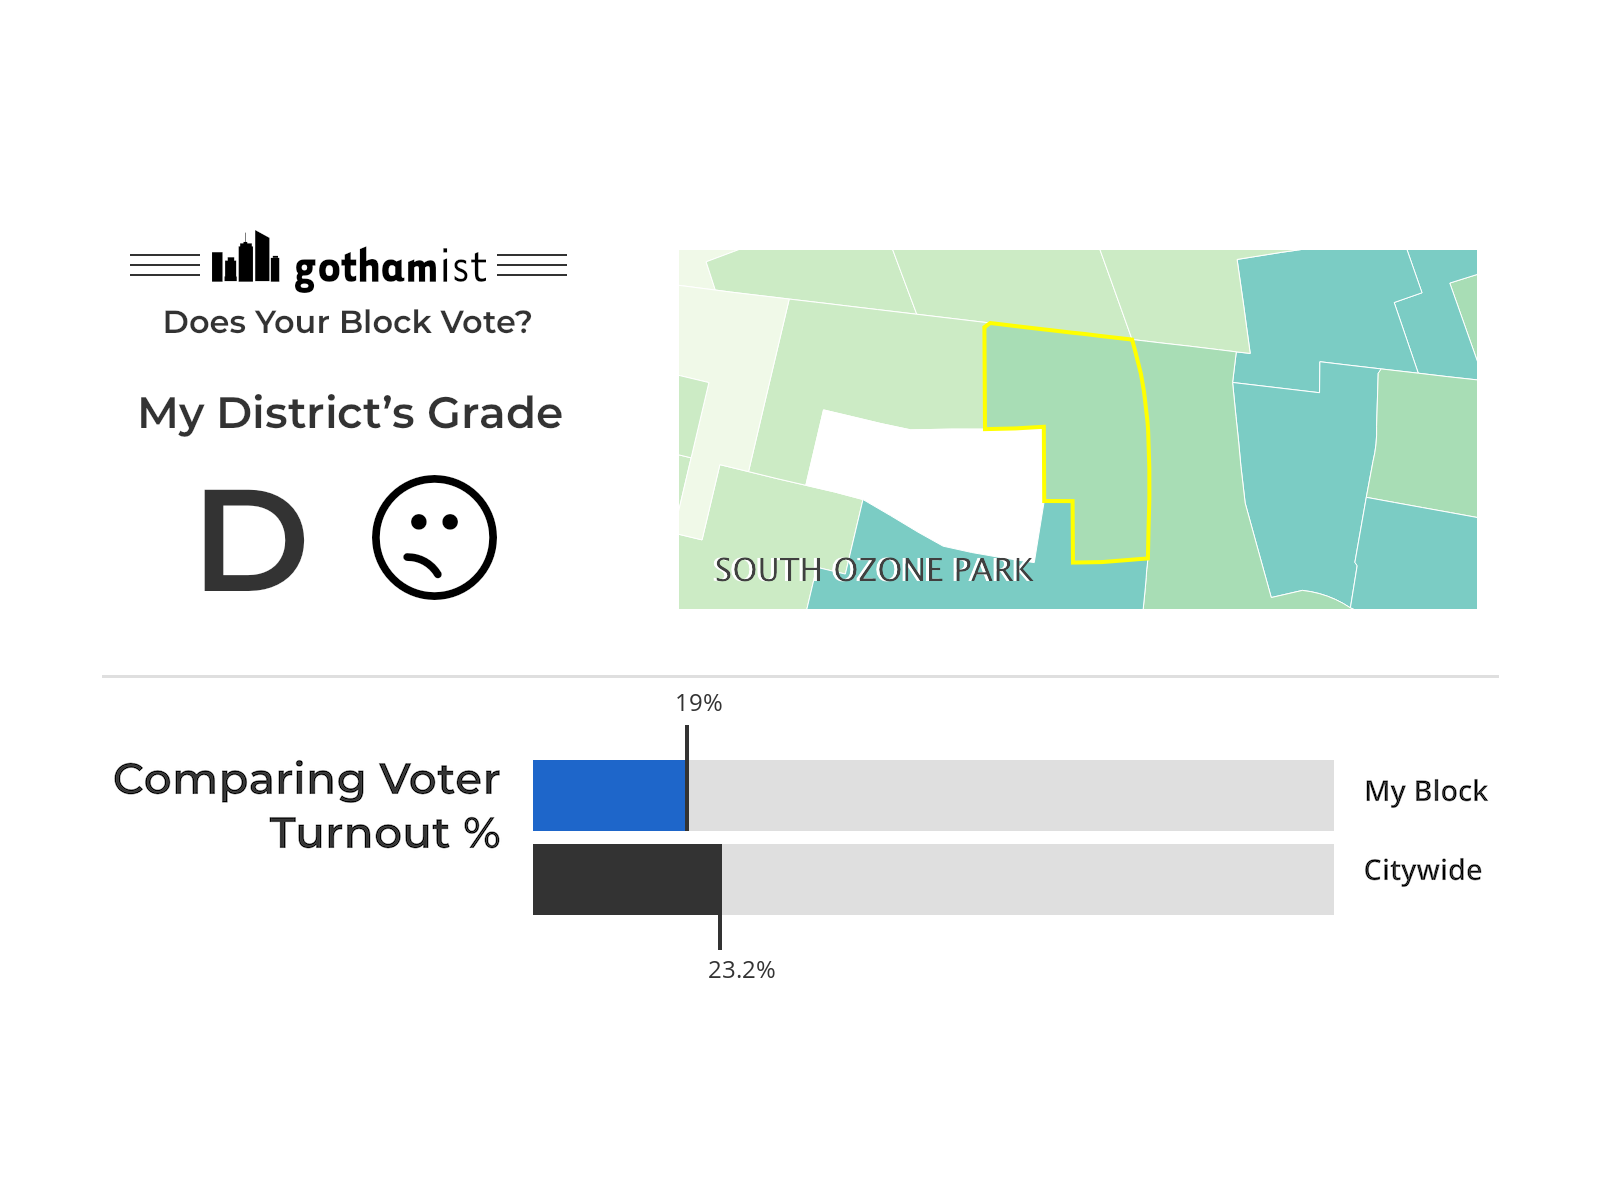 gothamist
Does Your Block Vote?
My District’s Grade
D
SOUTH OZONE PARK
19%
Comparing Voter
Turnout %
My Block
Citywide
23.2%